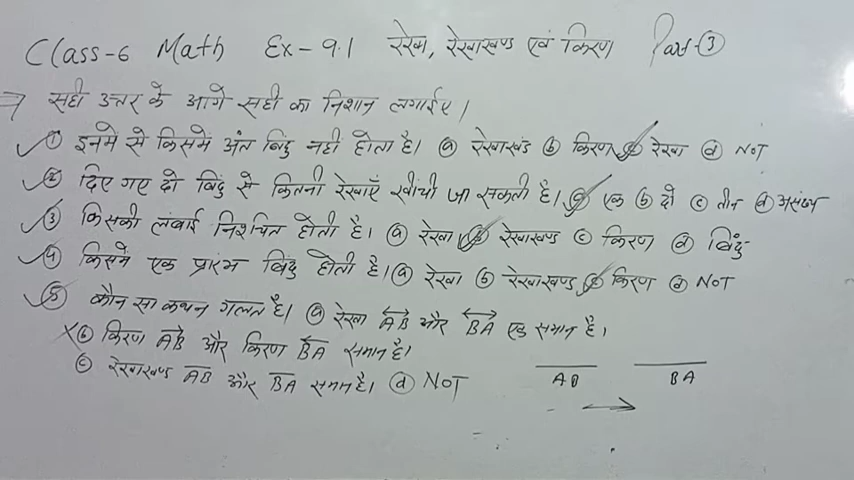 Class-6 Math Ex-9.1 रेखा, रेखाखण्ड एवं किरण Part-③
→ सही उत्तर के आगे सही का निशान लगाईए।
✓① इनमे से किसमें अंत बिंदु नही होता है। ⓐ रेखाखंड ⓑ किरण ⓒ रेखा ⓓ NOT
✓② दिए गए दो बिंदु से कितनी रेखाएँ खींची जा सकती है। ⓐ एक ⓑ दो ⓒ तीन ⓓ असंख्य
✓③ किसकी लंबाई निश्चित होती है। ⓐ रेखा ⓑ रेखाखण्ड ⓒ किरण ⓓ बिंदु
✓④ किसमे एक प्रारंभ बिंदु होती है। ⓐ रेखा ⓑ रेखाखण्ड ⓒ किरण ⓓ NOT
✓⑤ कौन सा कथन गलत है। ⓐ रेखा AB और BA एक समान है।
×ⓑ किरण AB और किरण BA समान है।
ⓒ रेखाखण्ड AB और BA समान है। ⓓ NOT
AB BA